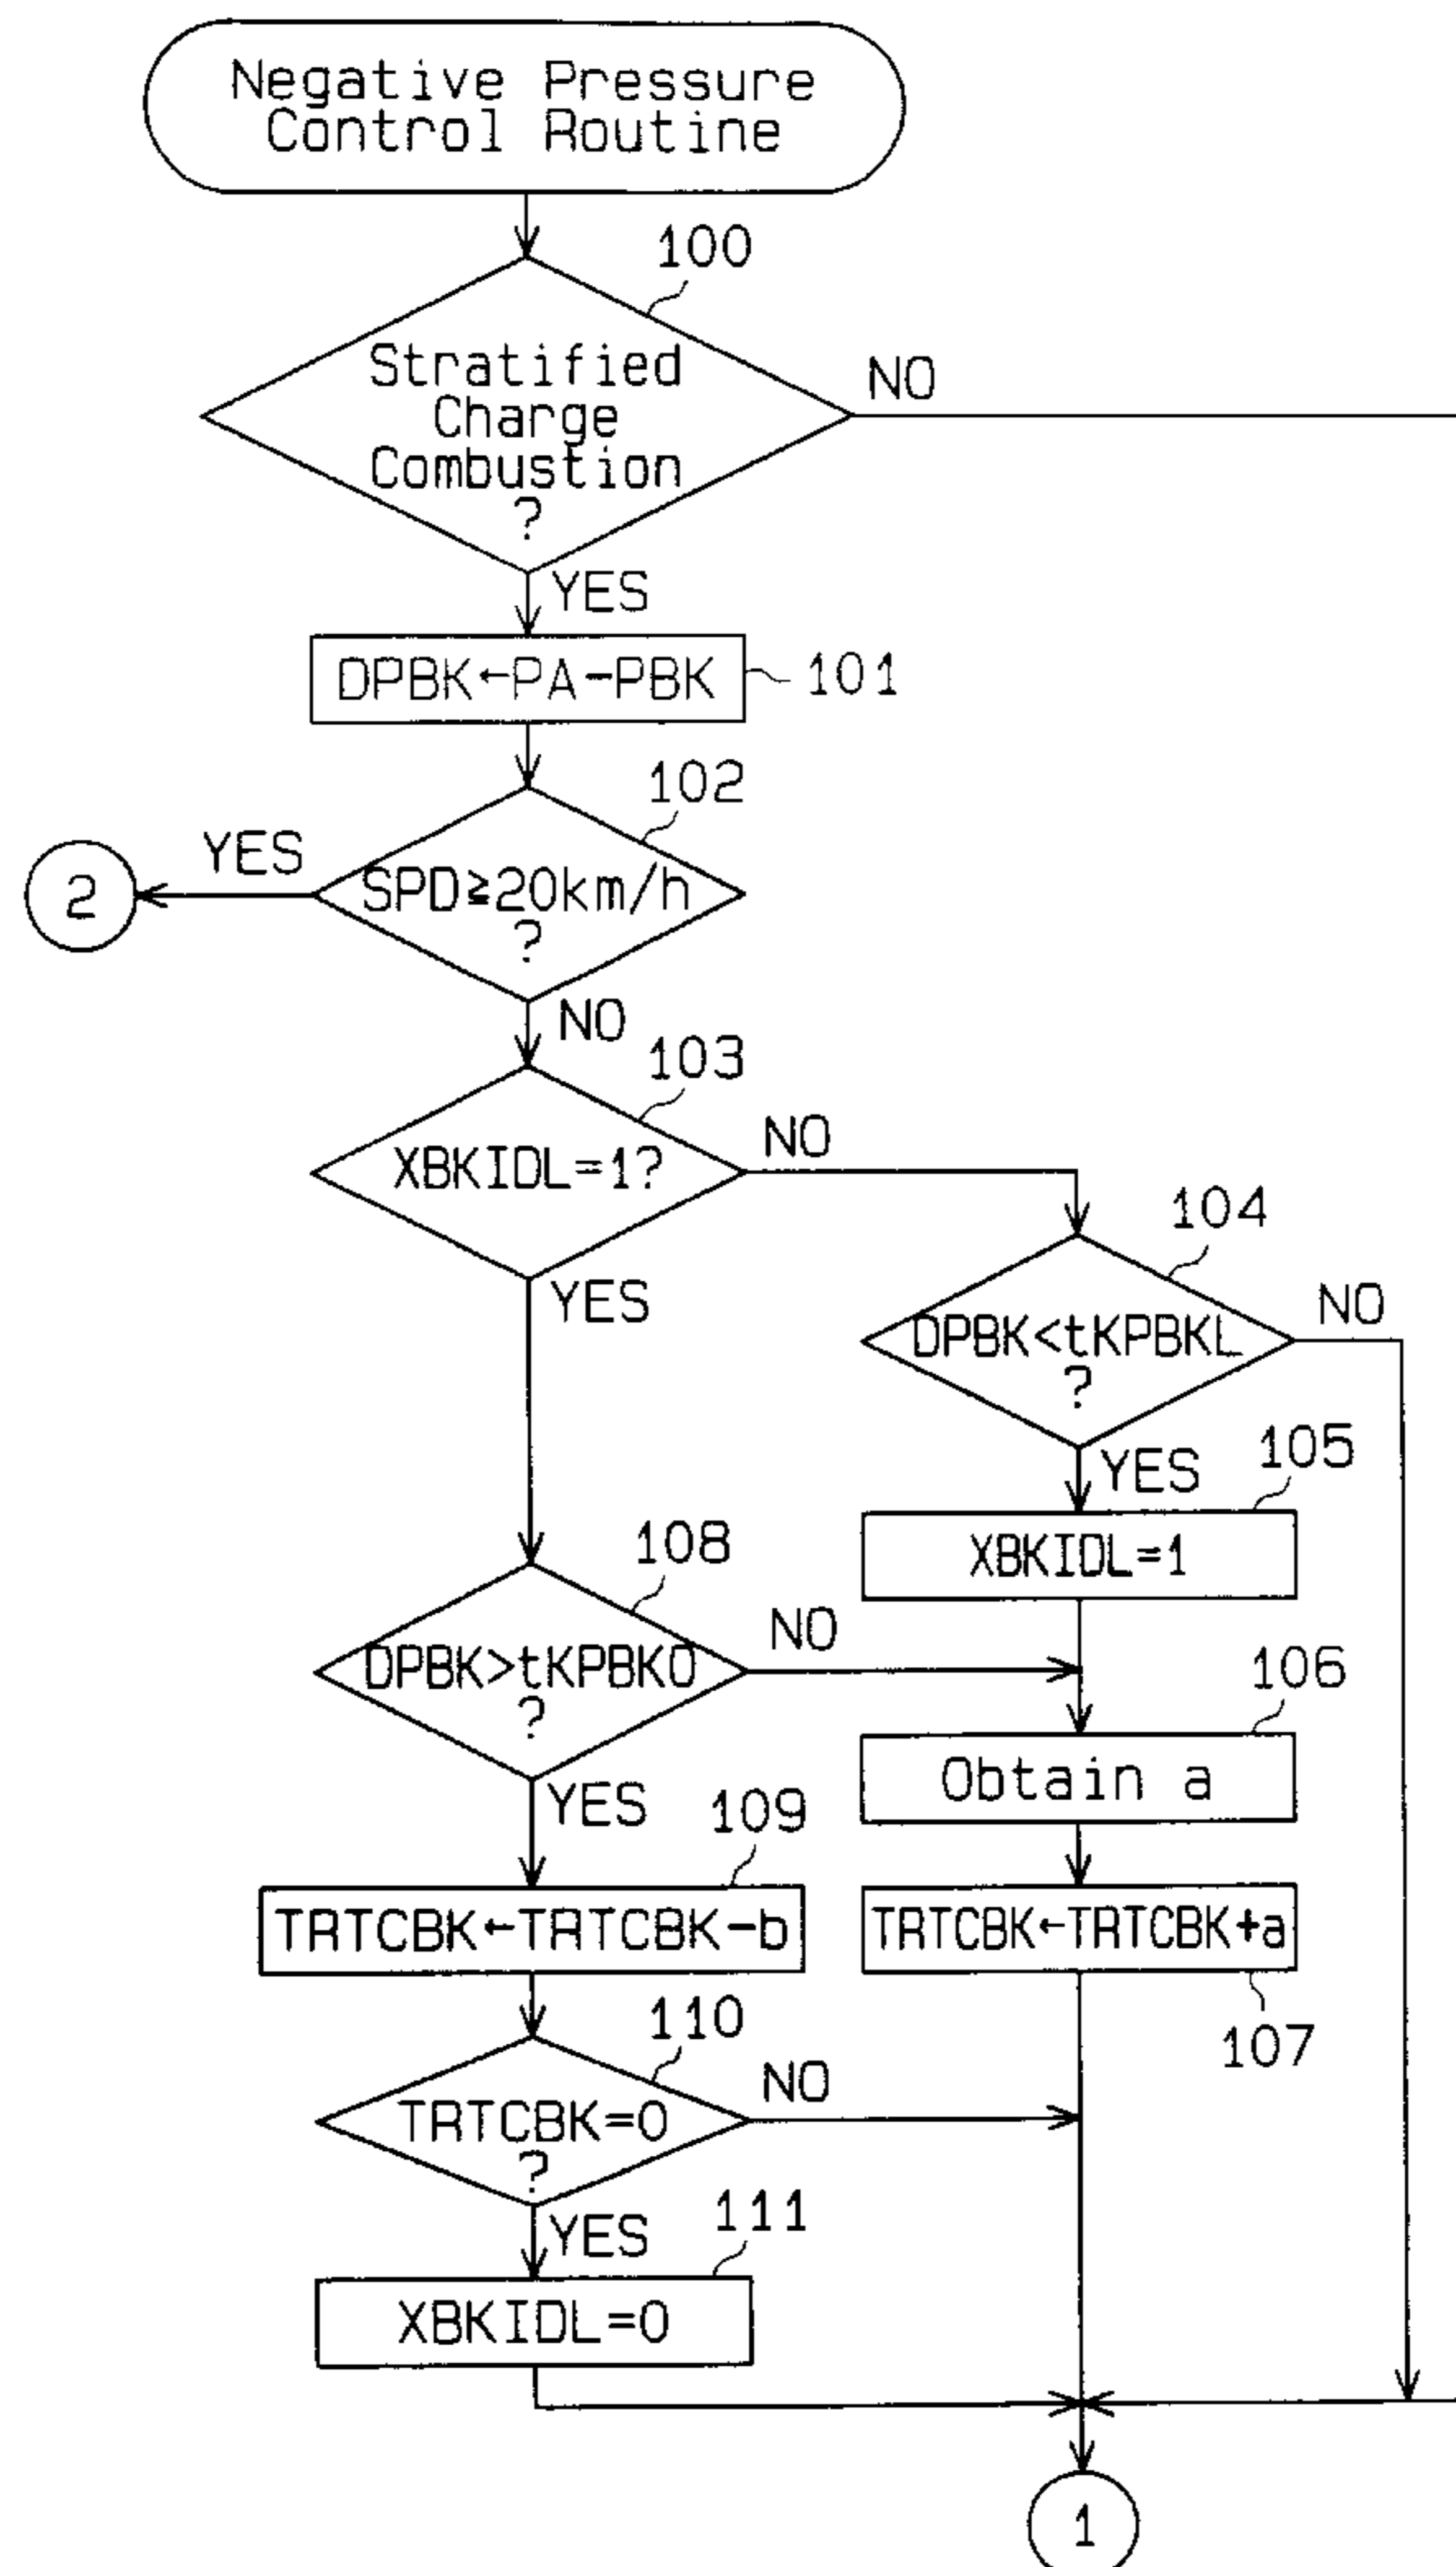 Negative Pressure
Control Routine
100
Stratified
Charge
Combustion
?
NO
YES
DPBK←PA-PBK
101
102
YES
SPD≧20km/h
?
2
NO
103
XBKIDL=1?
NO
104
YES
DPBK<tKPBKL
?
NO
105
YES
XBKIDL=1
108
DPBK>tKPBKO
?
NO
106
Obtain a
YES
109
TRTCBK←TRTCBK-b
TRTCBK←TRTCBK+a
107
110
TRTCBK=0
?
NO
YES
111
XBKIDL=0
1